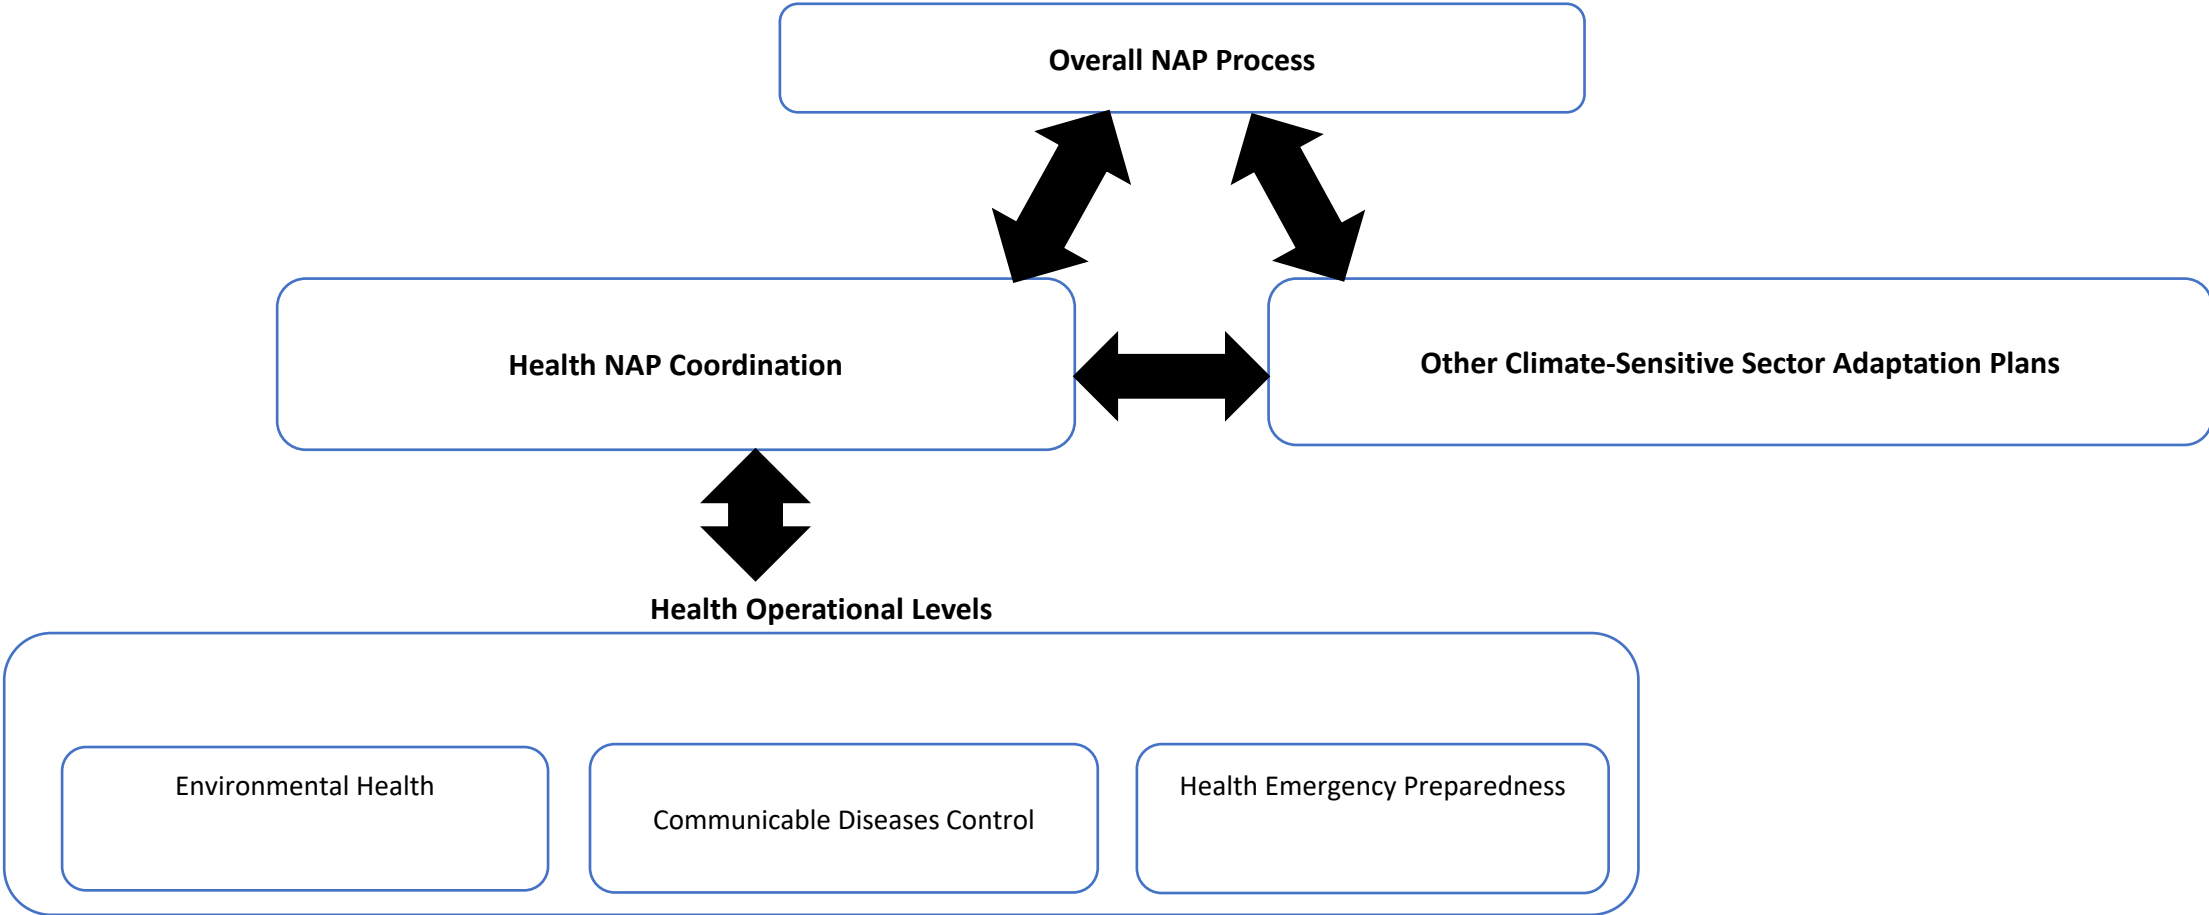 Overall NAP Process
Health NAP Coordination
Other Climate-Sensitive Sector Adaptation Plans
Health Operational Levels
Environmental Health
Communicable Diseases Control
Health Emergency Preparedness